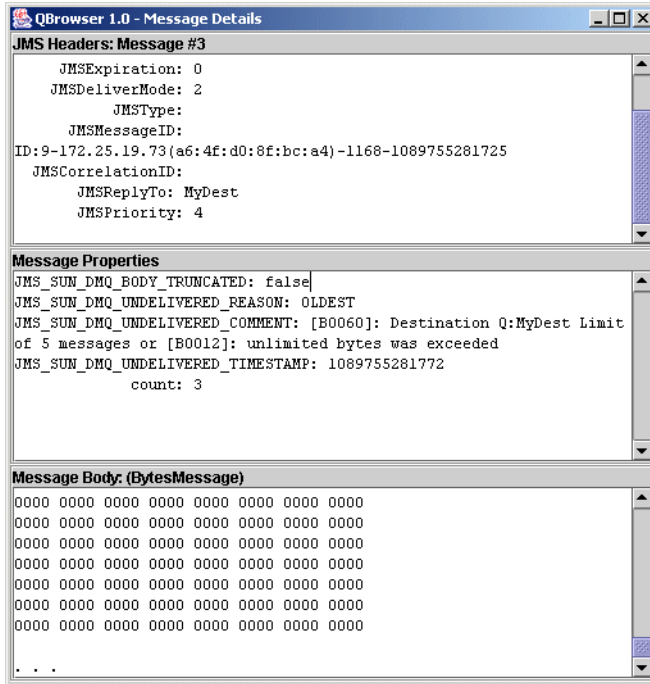 QBrowser 1.0 - Message Details
JMS Headers: Message #3
JMSExpiration: 0
JMSDeliverMode: 2
JMSType:
JMSMessageID:
ID:9-172.25.19.73(a6:4f:d0:8f:bc:a4)-1168-1089755281725
JMSCorrelationID:
JMSReplyTo: MyDest
JMSPriority: 4
Message Properties
JMS_SUN_DMQ_BODY_TRUNCATED: false
JMS_SUN_DMQ_UNDELIVERED_REASON: OLDEST
JMS_SUN_DMQ_UNDELIVERED_COMMENT: [B0060]: Destination Q:MyDest Limit
of 5 messages or [B0012]: unlimited bytes was exceeded
JMS_SUN_DMQ_UNDELIVERED_TIMESTAMP: 1089755281772
count: 3
Message Body: (BytesMessage)
0000 0000 0000 0000 0000 0000 0000 0000
0000 0000 0000 0000 0000 0000 0000 0000
0000 0000 0000 0000 0000 0000 0000 0000
0000 0000 0000 0000 0000 0000 0000 0000
0000 0000 0000 0000 0000 0000 0000 0000
0000 0000 0000 0000 0000 0000 0000 0000
0000 0000 0000 0000 0000 0000 0000 0000
. . .